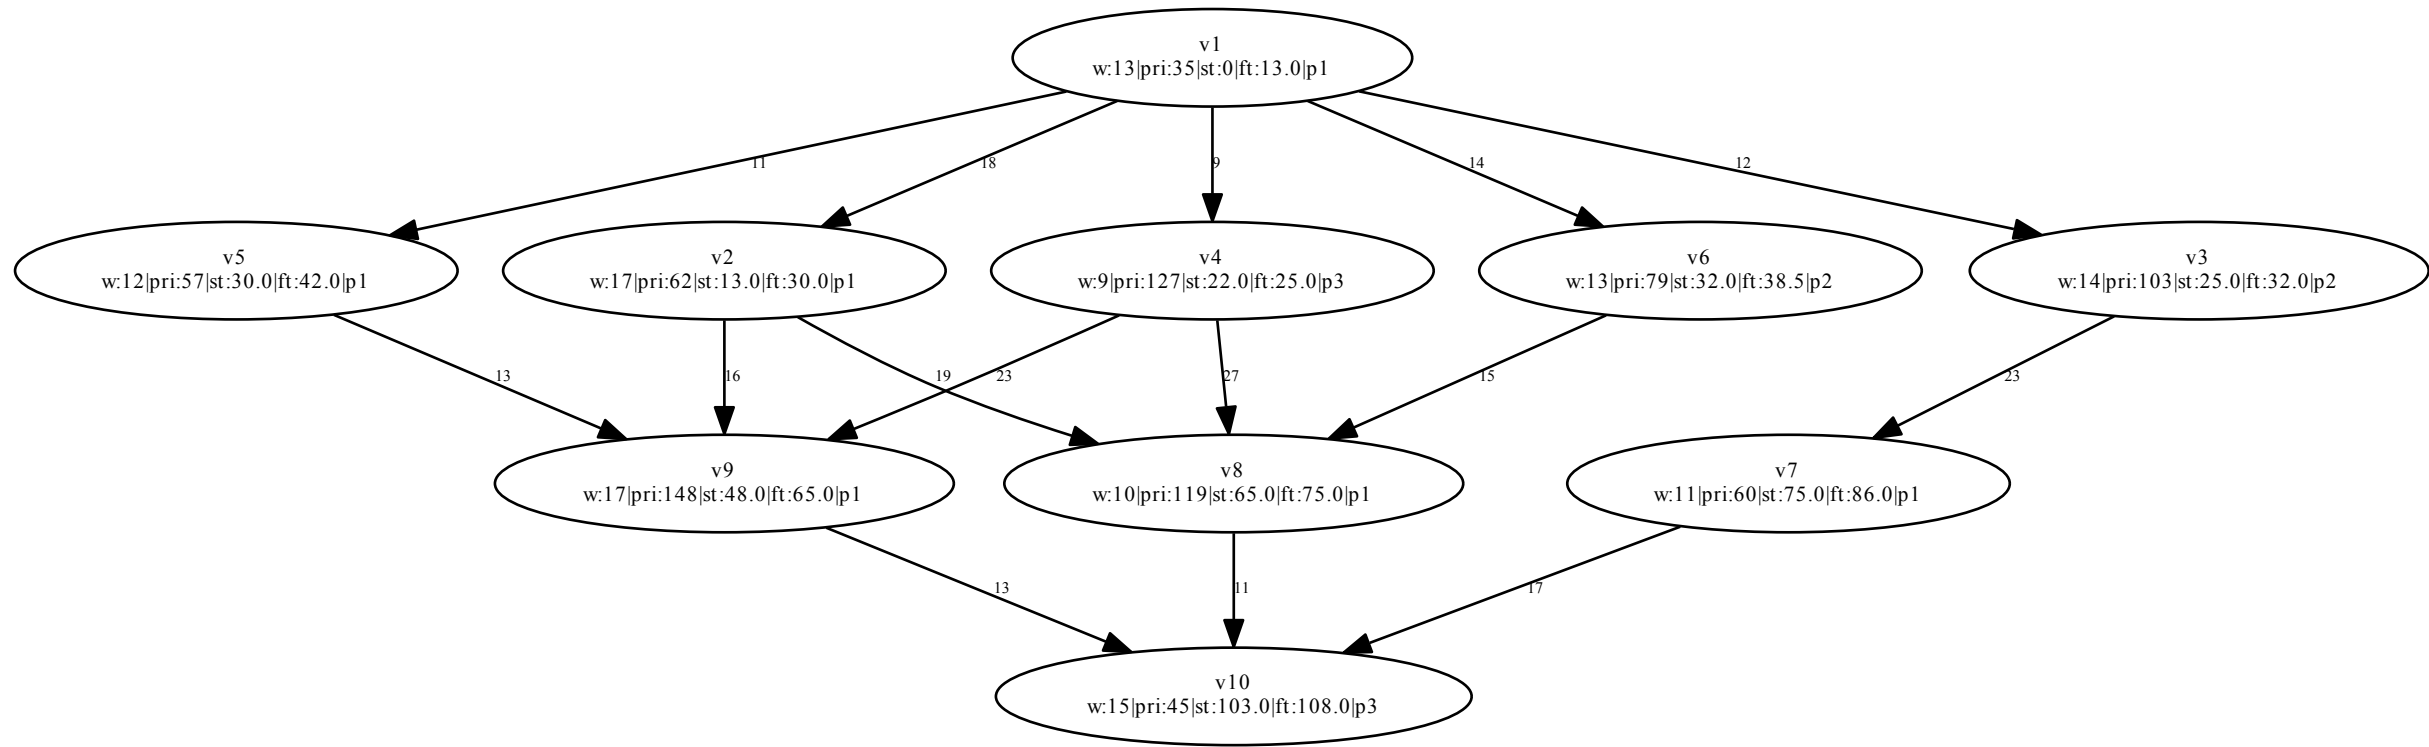 v1
w:13|pri:35|st:0|ft:13.0|p1
11
18
9
14
12
v5
w:12|pri:57|st:30.0|ft:42.0|p1
v2
w:17|pri:62|st:13.0|ft:30.0|p1
v4
w:9|pri:127|st:22.0|ft:25.0|p3
v6
w:13|pri:79|st:32.0|ft:38.5|p2
v3
w:14|pri:103|st:25.0|ft:32.0|p2
13
16
19
23
27
15
23
v9
w:17|pri:148|st:48.0|ft:65.0|p1
v8
w:10|pri:119|st:65.0|ft:75.0|p1
v7
w:11|pri:60|st:75.0|ft:86.0|p1
13
11
17
v10
w:15|pri:45|st:103.0|ft:108.0|p3